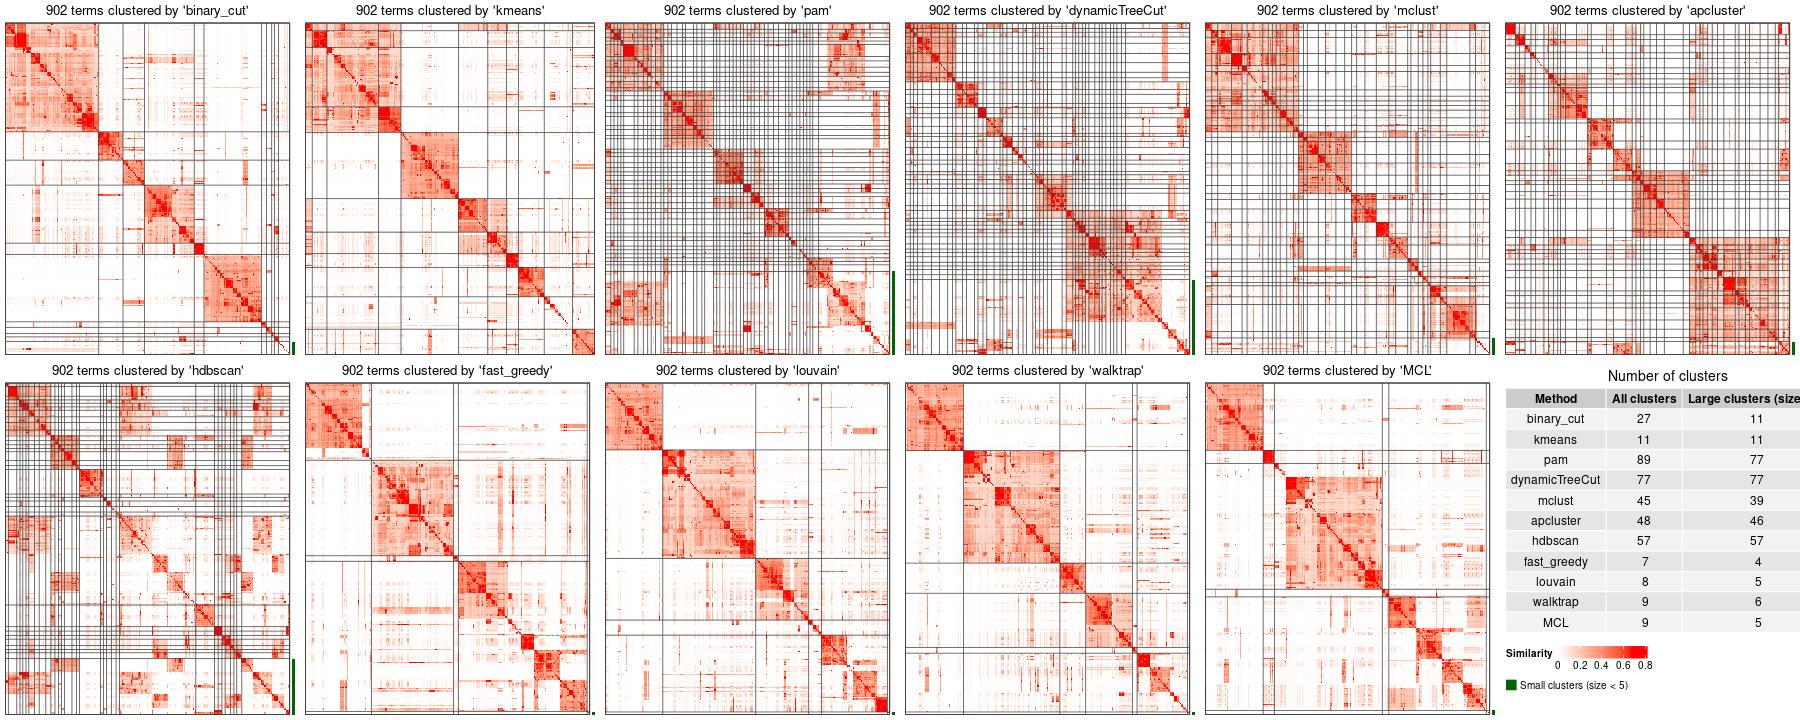 902 terms clustered by 'binary_cut'
902 terms clustered by 'kmeans'
902 terms clustered by 'pam'
902 terms clustered by 'dynamicTreeCut'
902 terms clustered by 'mclust'
902 terms clustered by 'apcluster'
902 terms clustered by 'hdbscan'
902 terms clustered by 'fast_greedy'
902 terms clustered by 'louvain'
902 terms clustered by 'walktrap'
902 terms clustered by 'MCL'
Number of clusters
Method All clusters Large clusters (size
binary_cut 27 11
kmeans 11 11
pam 89 77
dynamicTreeCut 77 77
mclust 45 39
apcluster 48 46
hdbscan 57 57
fast_greedy 7 4
louvain 8 5
walktrap 9 6
MCL 9 5
Similarity
0 0.2 0.4 0.6 0.8
Small clusters (size < 5)